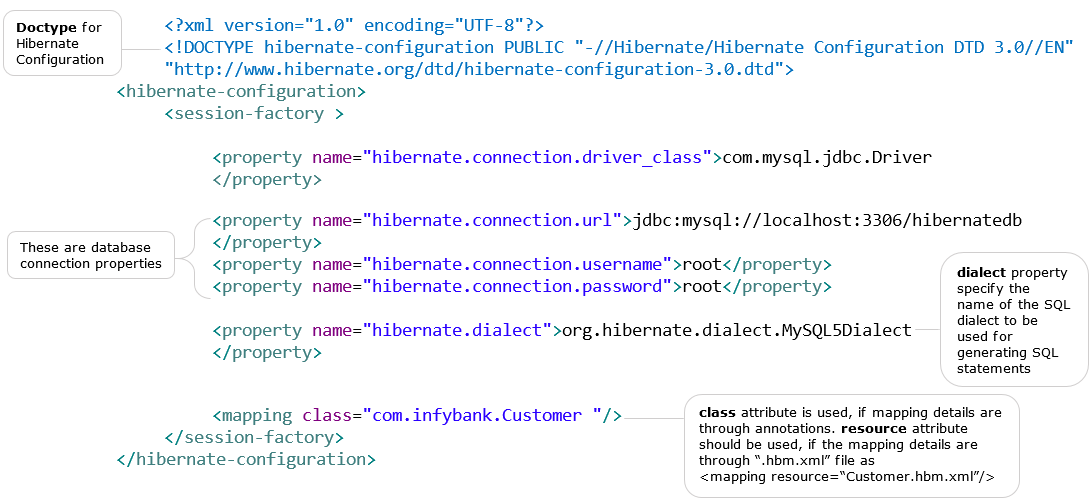 Doctype for
Hibernate
Configuration
<?xml version="1.0" encoding="UTF-8"?>
<!DOCTYPE hibernate-configuration PUBLIC "-//Hibernate/Hibernate Configuration DTD 3.0//EN"
"http://www.hibernate.org/dtd/hibernate-configuration-3.0.dtd">
<hibernate-configuration>
<session-factory >
<property name="hibernate.connection.driver_class">com.mysql.jdbc.Driver
</property>
These are database
connection properties
<property name="hibernate.connection.url">jdbc:mysql://localhost:3306/hibernatedb
</property>
<property name="hibernate.connection.username">root</property>
<property name="hibernate.connection.password">root</property>
<property name="hibernate.dialect">org.hibernate.dialect.MySQL5Dialect
</property>
dialect property
specify the
name of the SQL
dialect to be
used for
generating SQL
statements
<mapping class="com.infybank.Customer "/>
</session-factory>
</hibernate-configuration>
class attribute is used, if mapping details are
through annotations. resource attribute
should be used, if the mapping details are
through “.hbm.xml” file as
<mapping resource=“Customer.hbm.xml”/>